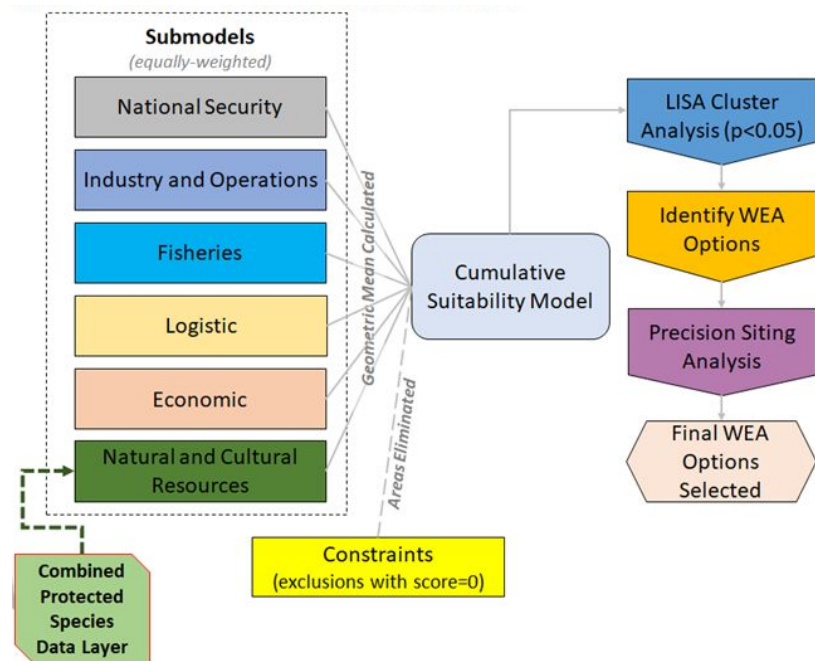 Submodels
(equally-weighted)
National Security
Industry and Operations
Fisheries
Logistic
Economic
Natural and Cultural
Resources
Combined
Protected
Species
Data Layer
Geometric Mean Calculated
Areas Eliminated
Constraints
(exclusions with score=0)
Cumulative
Suitability Model
LISA Cluster
Analysis (p<0.05)
Identify WEA
Options
Precision Siting
Analysis
Final WEA
Options
Selected